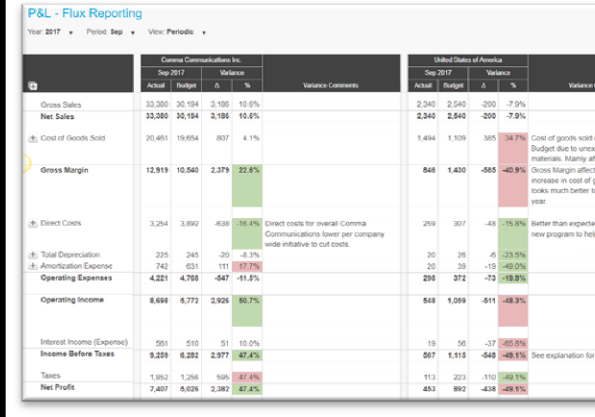 P&L - Flux Reporting
Year: 2017 Period: Sep View: Periodic
Comma Communications Inc. United States of America
Sep 2017 Variance Sep 2017 Variance
Actual Budget Δ % Variance Comments Actual Budget Δ % Variance
Gross Sales 33,380 30,194 3,186 10.6% 2,340 2,540 -200 -7.9%
Net Sales 33,380 30,194 3,186 10.6% 2,340 2,540 -200 -7.9%
Cost of Goods Sold 20,461 19,654 807 4.1% 1,494 1,109 385 34.7% Cost of goods sold
Budget due to unex
materials. Mainly af
Gross Margin 12,919 10,540 2,379 22.6% 846 1,430 -585 -40.9% Gross Margin affect
increase in cost of g
looks much better to
year.
Direct Costs 3,254 3,892 -638 -16.4% Direct costs for overall Comma 259 307 -48 -15.8% Better than expecte
Communications lower per company new program to help
wide initiative to cut costs.
Total Depreciation 225 245 -20 -8.3% 20 26 -6 -23.5%
Amortization Expense 742 631 111 17.7% 20 39 -19 -49.0%
Operating Expenses 4,221 4,768 -547 -11.5% 298 372 -73 -19.8%
Operating Income 8,698 5,772 2,926 50.7% 548 1,059 -511 -48.3%
Interest Income (Expense) 561 510 51 10.0% 19 56 -37 -65.8%
Income Before Taxes 9,259 6,282 2,977 47.4% 567 1,115 -548 -49.1% See explanation for
Taxes 1,852 1,256 595 47.4% 113 223 -110 -49.1%
Net Profit 7,407 5,026 2,382 47.4% 453 892 -438 -49.1%